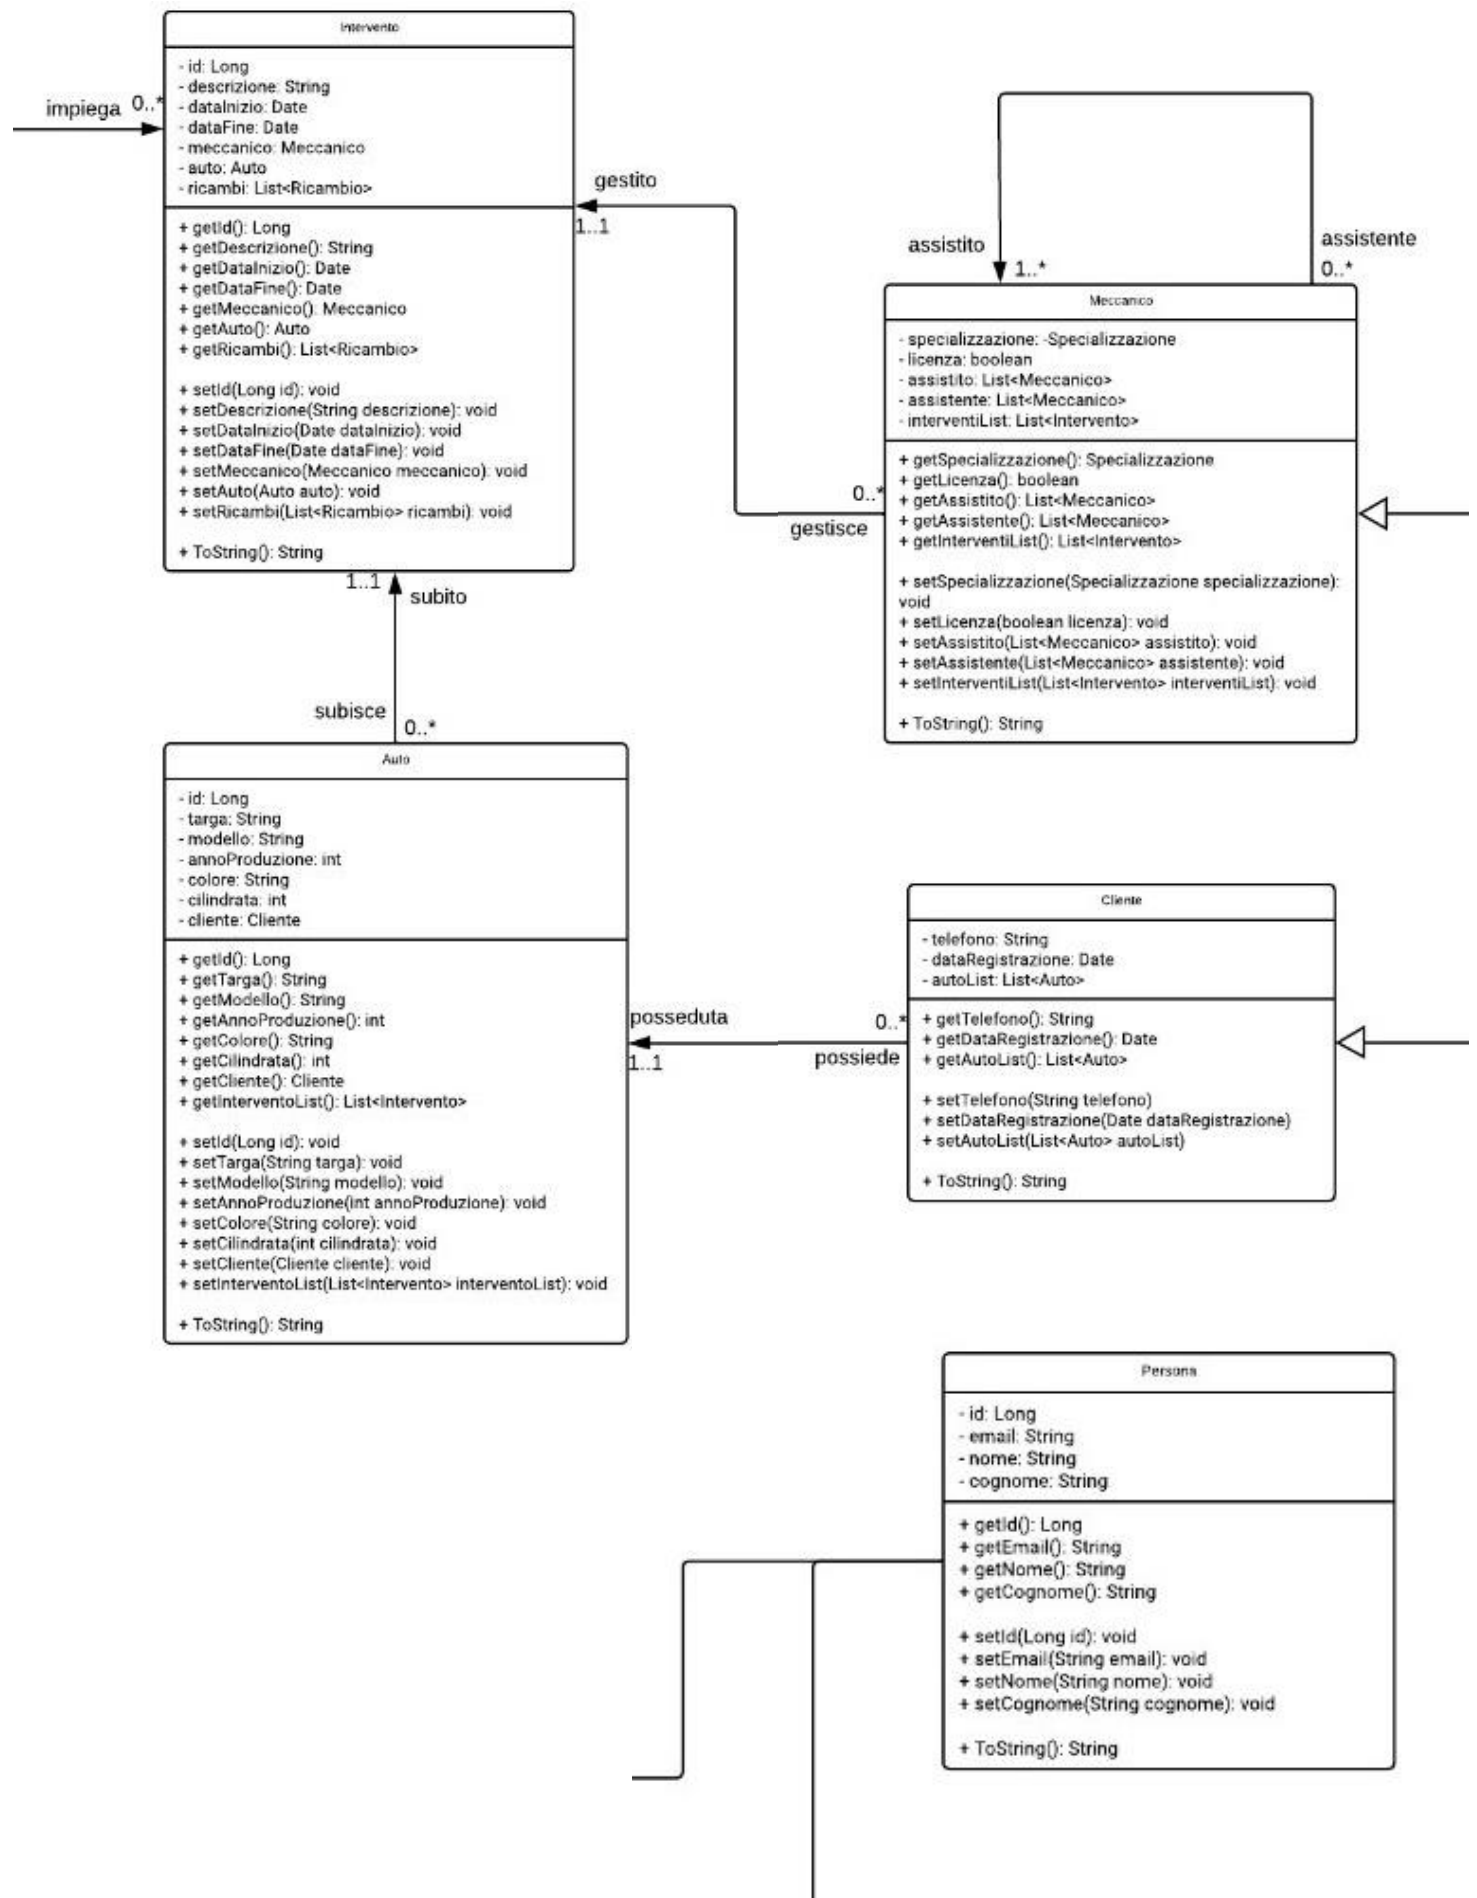 Intervento
- id: Long
- descrizione: String
- dataInizio: Date
- dataFine: Date
- meccanico: Meccanico
- auto: Auto
- ricambi: List<Ricambio>
+ getId(): Long
+ getDescrizione(): String
+ getDataInizio(): Date
+ getDataFine(): Date
+ getMeccanico(): Meccanico
+ getAuto(): Auto
+ getRicambi(): List<Ricambio>
+ setId(Long id): void
+ setDescrizione(String descrizione): void
+ setDataInizio(Date dataInizio): void
+ setDataFine(Date dataFine): void
+ setMeccanico(Meccanico meccanico): void
+ setAuto(Auto auto): void
+ setRicambi(List<Ricambio> ricambi): void
+ ToString(): String
impiega
0..*
gestito
1..1
0..*
gestisce
assistito
1..*
assistente
0..*
Meccanico
- specializzazione: -Specializzazione
- licenza: boolean
- assistito: List<Meccanico>
- assistente: List<Meccanico>
- interventiList: List<Intervento>
+ getSpecializzazione(): Specializzazione
+ getLicenza(): boolean
+ getAssistito(): List<Meccanico>
+ getAssistente(): List<Meccanico>
+ getInterventiList(): List<Intervento>
+ setSpecializzazione(Specializzazione specializzazione):
void
+ setLicenza(boolean licenza): void
+ setAssistito(List<Meccanico> assistito): void
+ setAssistente(List<Meccanico> assistente): void
+ setInterventiList(List<Intervento> interventiList): void
+ ToString(): String
1..1
subito
subisce
0..*
Auto
- id: Long
- targa: String
- modello: String
- annoProduzione: int
- colore: String
- cilindrata: int
- cliente: Cliente
+ getId(): Long
+ getTarga(): String
+ getModello(): String
+ getAnnoProduzione(): int
+ getColore(): String
+ getCilindrata(): int
+ getCliente(): Cliente
+ getInterventoList(): List<Intervento>
+ setId(Long id): void
+ setTarga(String targa): void
+ setModello(String modello): void
+ setAnnoProduzione(int annoProduzione): void
+ setColore(String colore): void
+ setCilindrata(int cilindrata): void
+ setCliente(Cliente cliente): void
+ setInterventoList(List<Intervento> interventoList): void
+ ToString(): String
posseduta
1..1
0..*
possiede
Cliente
- telefono: String
- dataRegistrazione: Date
- autoList: List<Auto>
+ getTelefono(): String
+ getDataRegistrazione(): Date
+ getAutoList(): List<Auto>
+ setTelefono(String telefono)
+ setDataRegistrazione(Date dataRegistrazione)
+ setAutoList(List<Auto> autoList)
+ ToString(): String
Persona
- id: Long
- email: String
- nome: String
- cognome: String
+ getId(): Long
+ getEmail(): String
+ getNome(): String
+ getCognome(): String
+ setId(Long id): void
+ setEmail(String email): void
+ setNome(String nome): void
+ setCognome(String cognome): void
+ ToString(): String